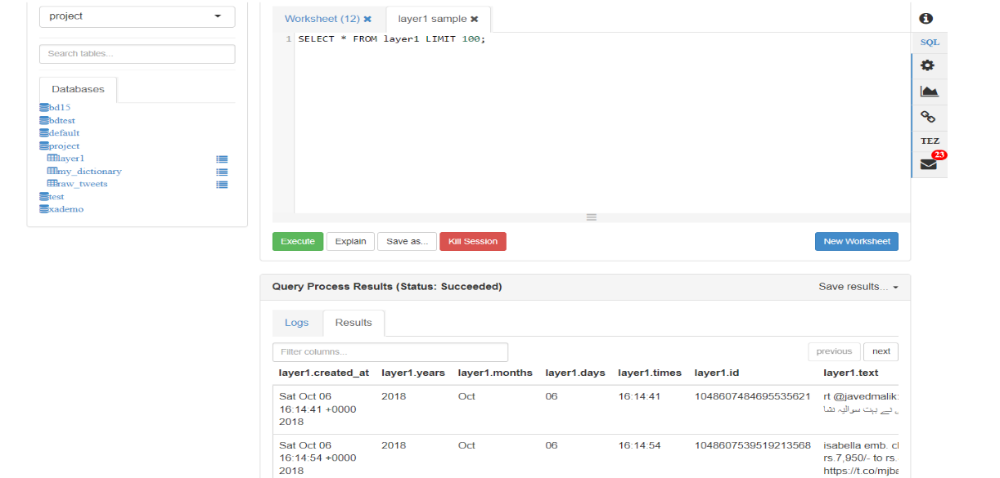 project
Search tables...
Databases
bd15
bdtest
default
project
layer1
my_dictionary
raw_tweets
test
xademo
Worksheet (12) ✖ layer1 sample ✖
1 SELECT * FROM layer1 LIMIT 100;
Execute Explain Save as... Kill Session New Worksheet
SQL
TEZ
23
Query Process Results (Status: Succeeded) Save results...
Logs Results
Filter columns... previous next
layer1.created_at layer1.years layer1.months layer1.days layer1.times layer1.id layer1.text
Sat Oct 06 2018 Oct 06 16:14:41 1048607484695535621 rt @javedmalik:
16:14:41 +0000 نے بہت سوالیہ نشا
2018
Sat Oct 06 2018 Oct 06 16:14:54 1048607539519213568 isabella emb. cl
16:14:54 +0000 rs.7,950/- to rs.
2018 https://t.co/mjba